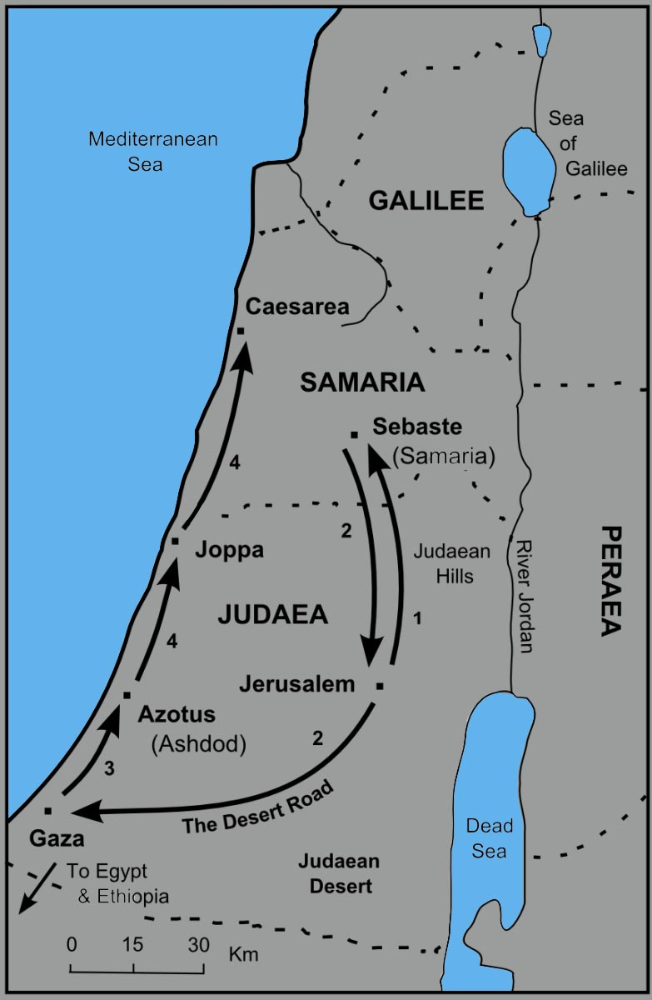 Mediterranean
Sea
Sea
of
Galilee
GALILEE
Caesarea
SAMARIA
Sebaste
(Samaria)
4
2
Judaean
Hills
Joppa
River Jordan
PERAEA
JUDAEA
1
4
Jerusalem
Azotus
(Ashdod)
2
3
The Desert Road
Gaza
Dead
Sea
To Egypt
& Ethiopia
Judaean
Desert
0 15 30 Km